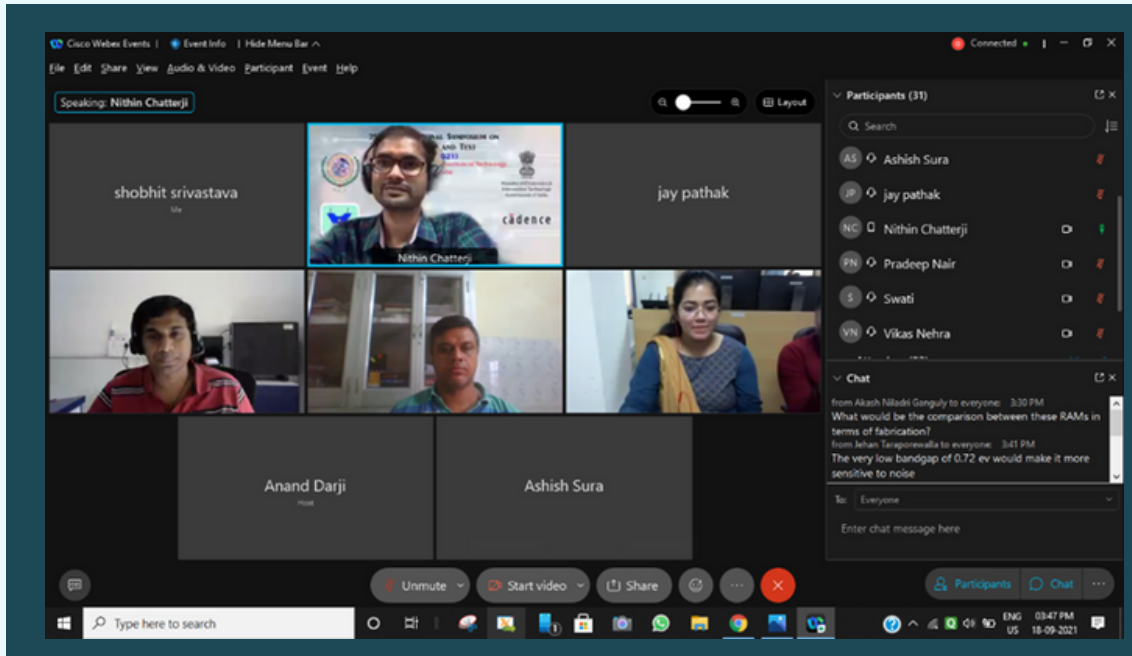 Cisco Webex Events | Event Info | Hide Menu Bar
File Edit Share View Audio & Video Participant Event Help
Connected
Speaking: Nithin Chatterji
Layout
shobhit srivastava
Me
SYMPOSIUM ON
AND TEST
cādence
Nithin Chatterji
jay pathak
Anand Darji
Host
Ashish Sura
Participants (31)
Search
AS Ashish Sura
JP jay pathak
NC Nithin Chatterji
PN Pradeep Nair
S Swati
VN Vikas Nehra
Chat
from Akash Niladri Ganguly to everyone: 3:30 PM
What would be the comparison between these RAMs in
terms of fabrication?
from Jehan Taraporewalla to everyone: 3:41 PM
The very low bandgap of 0.72 ev would make it more
sensitive to noise
To: Everyone
Enter chat message here
Unmute
Start video
Share
Participants
Chat
Type here to search
ENG
US
03:47 PM
18-09-2021